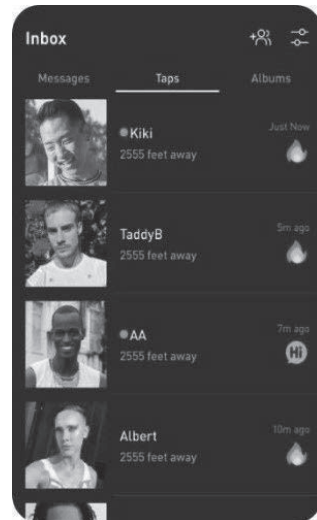 Inbox
Messages Taps Albums
Kiki Just Now
2555 feet away
TaddyB 5m ago
2555 feet away
AA 7m ago
2555 feet away Hi
Albert 10m ago
2555 feet away